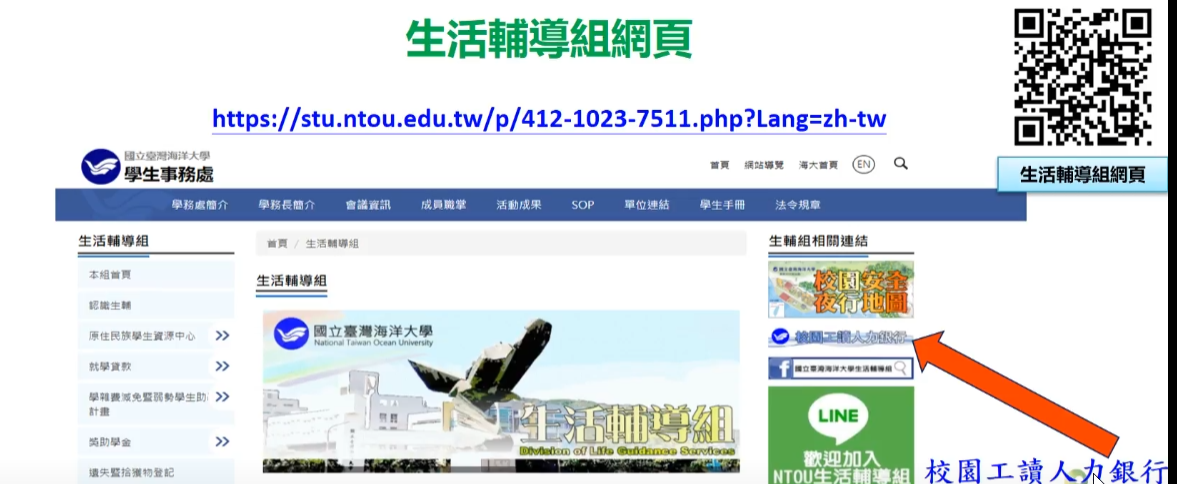 生活輔導組網頁
https://stu.ntou.edu.tw/p/412-1023-7511.php?Lang=zh-tw
生活輔導組網頁
國立臺灣海洋大學
學生事務處
首頁 網站導覽 海大首頁 EN
學務處簡介 學務長簡介 會議資訊 成員職掌 活動成果 SOP 單位連結 學生手冊 法令規章
生活輔導組
本組首頁
認識生輔
原住民族學生資源中心
就學貸款
學雜費減免暨弱勢學生助
計畫
獎助學金
遺失暨拾獲物登記
首頁 / 生活輔導組
生活輔導組
國立臺灣海洋大學
National Taiwan Ocean University
生活輔導組
Division of Life Guidance Services
生輔組相關連結
校園安全
夜行地圖
校園工讀人力銀行
國立臺灣海洋大學生活輔導組
LINE
歡迎加入
NTOU生活輔導組
校園工讀人力銀行